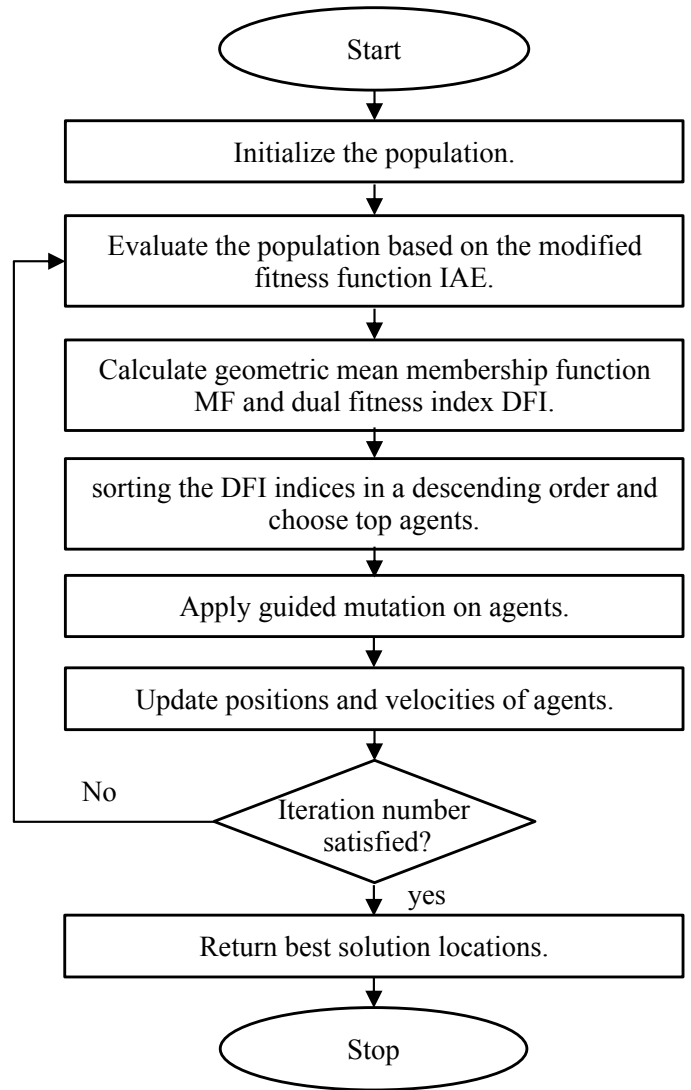 Start
Initialize the population.
Evaluate the population based on the modified
fitness function IAE.
Calculate geometric mean membership function
MF and dual fitness index DFI.
sorting the DFI indices in a descending order and
choose top agents.
Apply guided mutation on agents.
Update positions and velocities of agents.
No
Iteration number
satisfied?
yes
Return best solution locations.
Stop